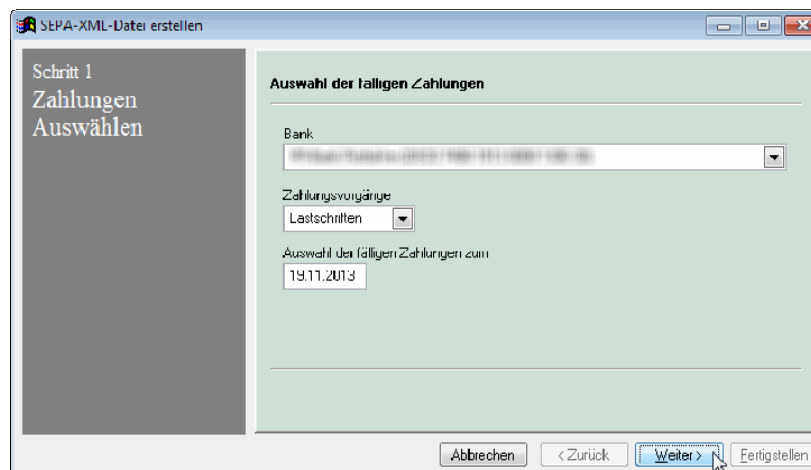 SEPA-XML-Datei erstellen
Schritt 1
Zahlungen
Auswählen
Auswahl der fälligen Zahlungen
Bank
Zahlungsvorgänge
Lastschriften
Auswahl der fälligen Zahlungen zum
19.11.2013
Abbrechen
< Zurück
Weiter >
Fertigstellen